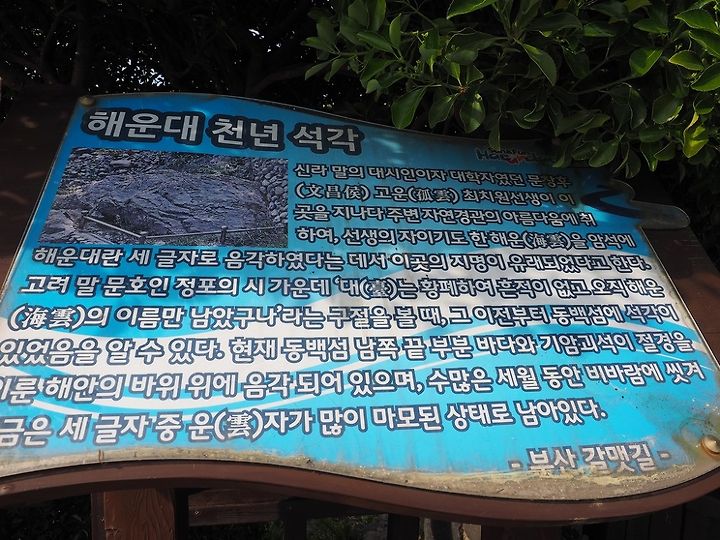 해운대 천년 석각
신라 말의 대시인이자 대학자였던 문창후
(文昌侯) 고운(孤雲) 최치원선생이 이
곳을 지나다 주변 자연경관의 아름다움에 취
하여, 선생의 자이기도 한 해운(海雲)을 암석에
해운대란 세 글자로 음각하였다는 데서 이곳의 지명이 유래되었다고 한다.
고려 말 문호인 정포의 시 가운데 '대(臺)는 황폐하여 흔적이 없고 오직 해운
(海雲)의 이름만 남았구나'라는 구절을 볼 때, 그 이전부터 동백섬에 석각이
있었음을 알 수 있다. 현재 동백섬 남쪽 끝 부분 바다와 기암괴석이 절경을
이룬 해안의 바위 위에 음각 되어 있으며, 수많은 세월 동안 비바람에 씻겨
금은 세 글자 중 운(雲)자가 많이 마모된 상태로 남아있다.
- 부산 갈맷길 -